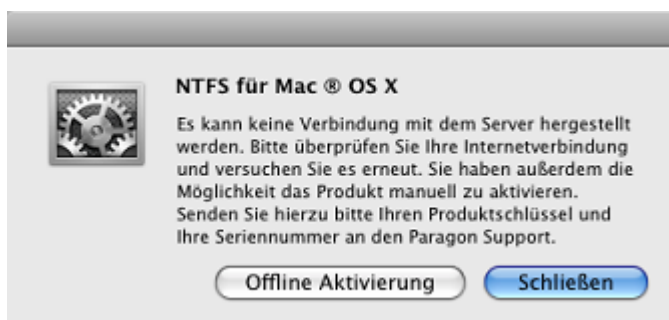 NTFS für Mac ® OS X
Es kann keine Verbindung mit dem Server hergestellt
werden. Bitte überprüfen Sie Ihre Internetverbindung
und versuchen Sie es erneut. Sie haben außerdem die
Möglichkeit das Produkt manuell zu aktivieren.
Senden Sie hierzu bitte Ihren Produktschlüssel und
Ihre Seriennummer an den Paragon Support.
Offline Aktivierung
Schließen